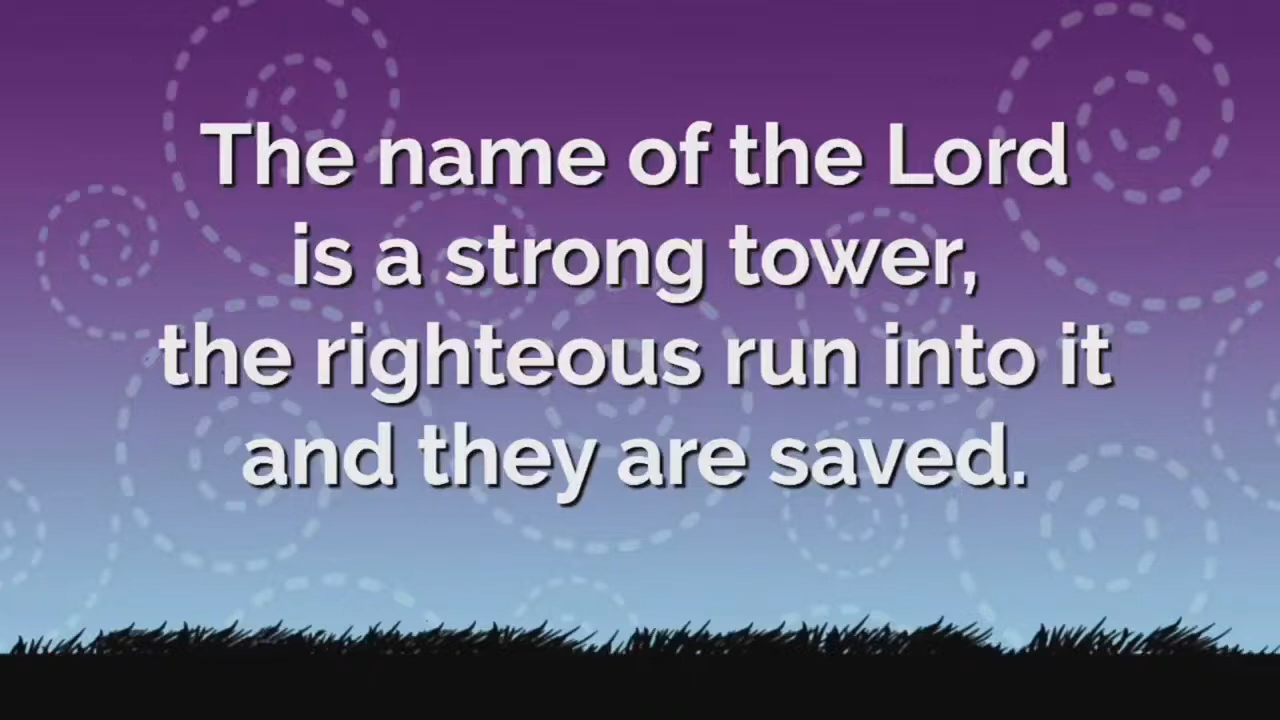 The name of the Lord
is a strong tower,
the righteous run into it
and they are saved.